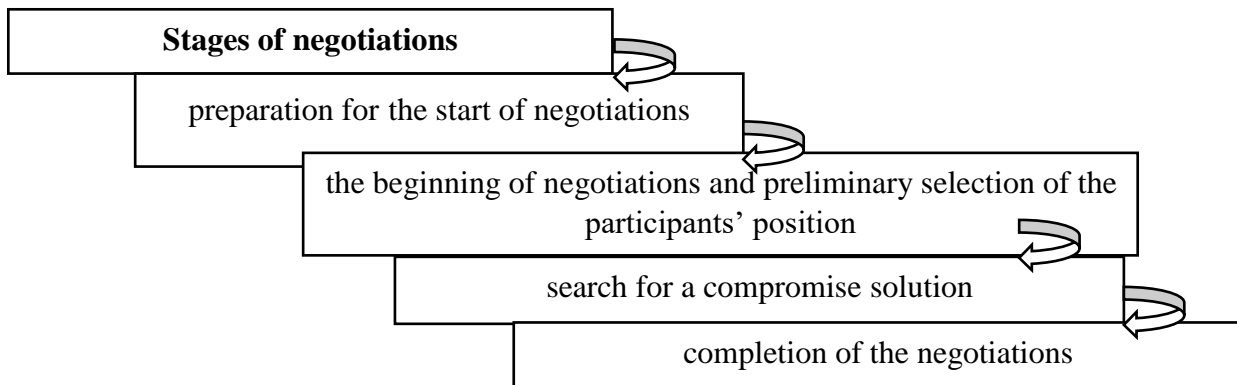 Stages of negotiations
preparation for the start of negotiations
the beginning of negotiations and preliminary selection of the
participants’ position
search for a compromise solution
completion of the negotiations